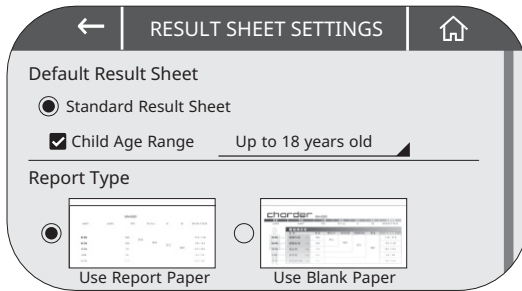 RESULT SHEET SETTINGS
Default Result Sheet
Standard Result Sheet
Child Age Range Up to 18 years old
Report Type
charder
Use Report Paper Use Blank Paper